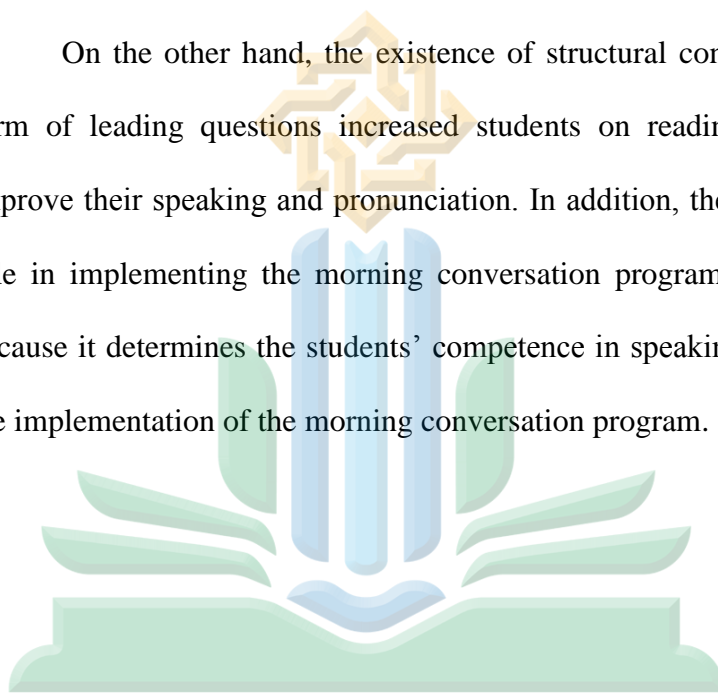 On the other hand, the existence of structural con
rm of leading questions increased students on readin
prove their speaking and pronunciation. In addition, the
e in implementing the morning conversation program
cause it determines the students’ competence in speakin
e implementation of the morning conversation program.